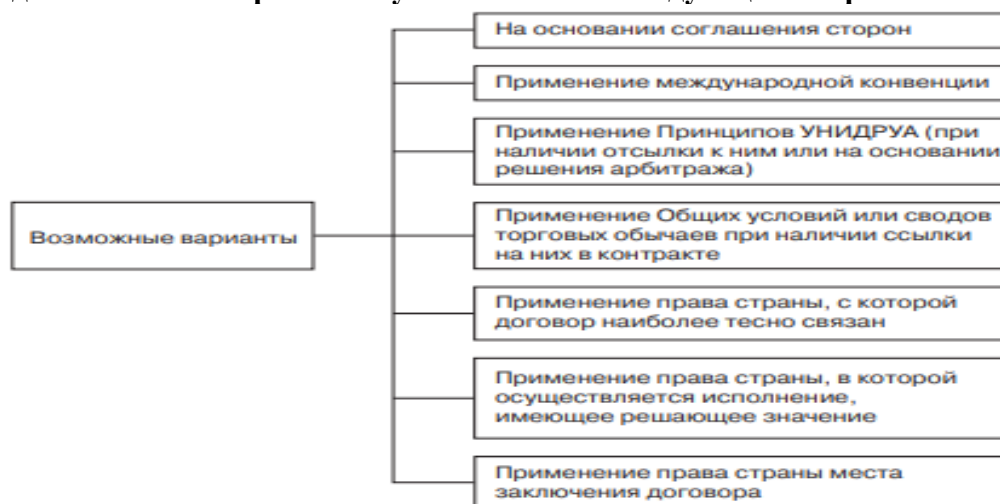 На основании соглашения сторон
Применение международной конвенции
Применение Принципов УНИДРУА (при
наличии отсылки к ним или на основании
решения арбитража)
Возможные варианты
Применение Общих условий или сводов
торговых обычаев при наличии ссылки
на них в контракте
Применение права страны, с которой
договор наиболее тесно связан
Применение права страны, в которой
осуществляется исполнение,
имеющее решающее значение
Применение права страны места
заключения договора